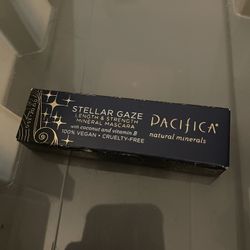 STELLAR GAZE
LENGTH & STRENGTH
MINERAL MASCARA
with coconut and vitamin B
100% VEGAN • CRUELTY-FREE
PACIFICA®
natural minerals